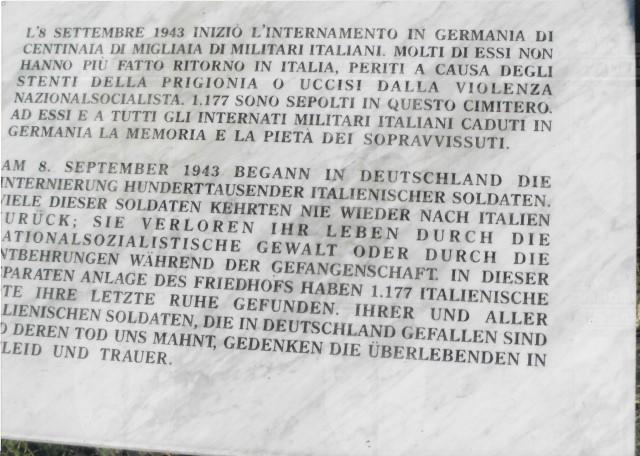 L'8 SETTEMBRE 1943 INIZIÒ L'INTERNAMENTO IN GERMANIA DI
CENTINAIA DI MIGLIAIA DI MILITARI ITALIANI. MOLTI DI ESSI NON
HANNO PIÙ FATTO RITORNO IN ITALIA, PERITI A CAUSA DEGLI
STENTI DELLA PRIGIONIA O UCCISI DALLA VIOLENZA
NAZIONALSOCIALISTA. 1.177 SONO SEPOLTI IN QUESTO CIMITERO.
AD ESSI E A TUTTI GLI INTERNATI MILITARI ITALIANI CADUTI IN
GERMANIA LA MEMORIA E LA PIETÀ DEI SOPRAVVISSUTI.
AM 8. SEPTEMBER 1943 BEGANN IN DEUTSCHLAND DIE
INTERNIERUNG HUNDERTTAUSENDER ITALIENISCHER SOLDATEN.
VIELE DIESER SOLDATEN KEHRTEN NIE WIEDER NACH ITALIEN
ZURÜCK; SIE VERLOREN IHR LEBEN DURCH DIE
NATIONALSOZIALISTISCHE GEWALT ODER DURCH DIE
NTBEHRUNGEN WÄHREND DER GEFANGENSCHAFT. IN DIESER
PARATEN ANLAGE DES FRIEDHOFS HABEN 1.177 ITALIENISCHE
TE IHRE LETZTE RUHE GEFUNDEN. IHRER UND ALLER
LIENISCHEN SOLDATEN, DIE IN DEUTSCHLAND GEFALLEN SIND
D DEREN TOD UNS MAHNT, GEDENKEN DIE ÜBERLEBENDEN IN
LEID UND TRAUER.